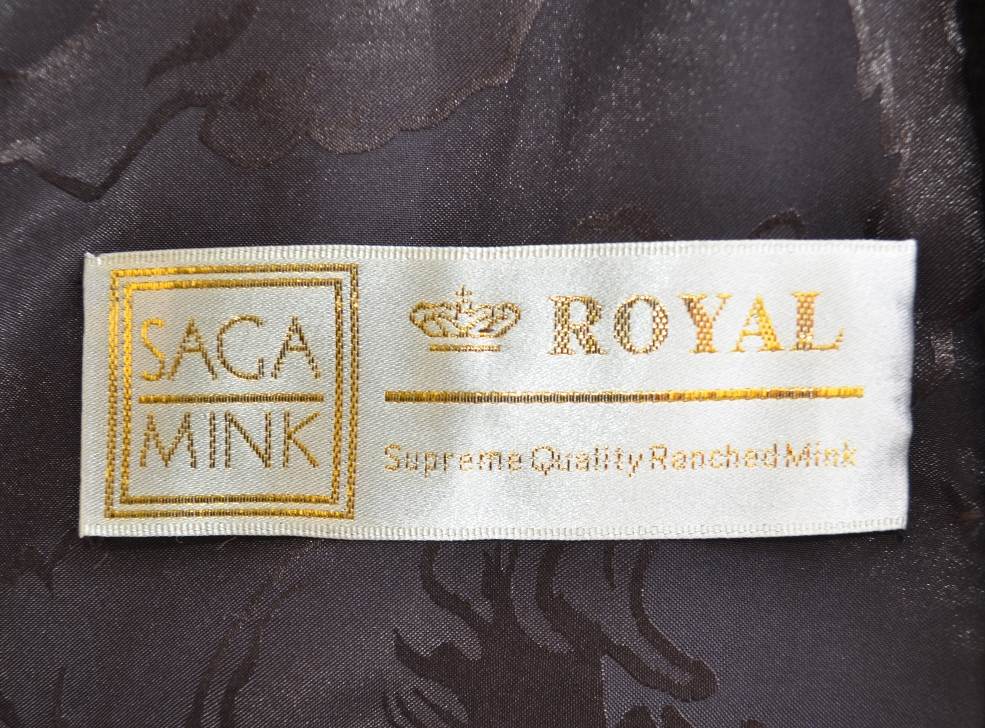 SAGA
MINK
ROYAL
Supreme Quality Ranched Mink